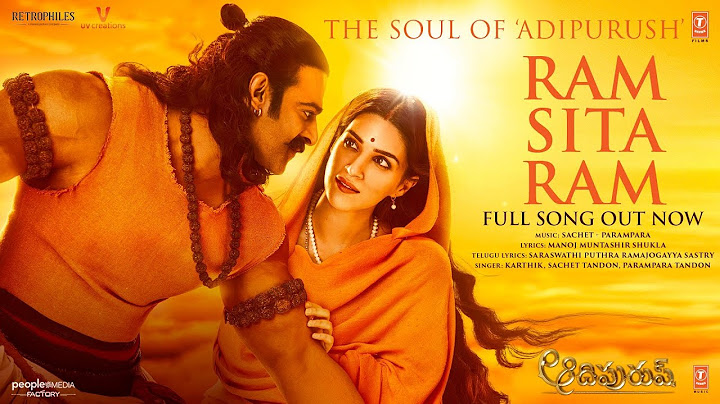 RETROPHILES
UV creations
THE SOUL OF 'ADIPURUSH'
T-SERIES
FILMS
RAM
SITA
RAM
FULL SONG OUT NOW
MUSIC: SACHET - PARAMPARA
LYRICS: MANOJ MUNTASHIR SHUKLA
TELUGU LYRICS: SARASWATHI PUTHRA RAMAJOGAYYA SASTRY
SINGER: KARTHIK, SACHET TANDON, PARAMPARA TANDON
people MEDIA
FACTORY
ఆదిపురుష్
T-SERIES